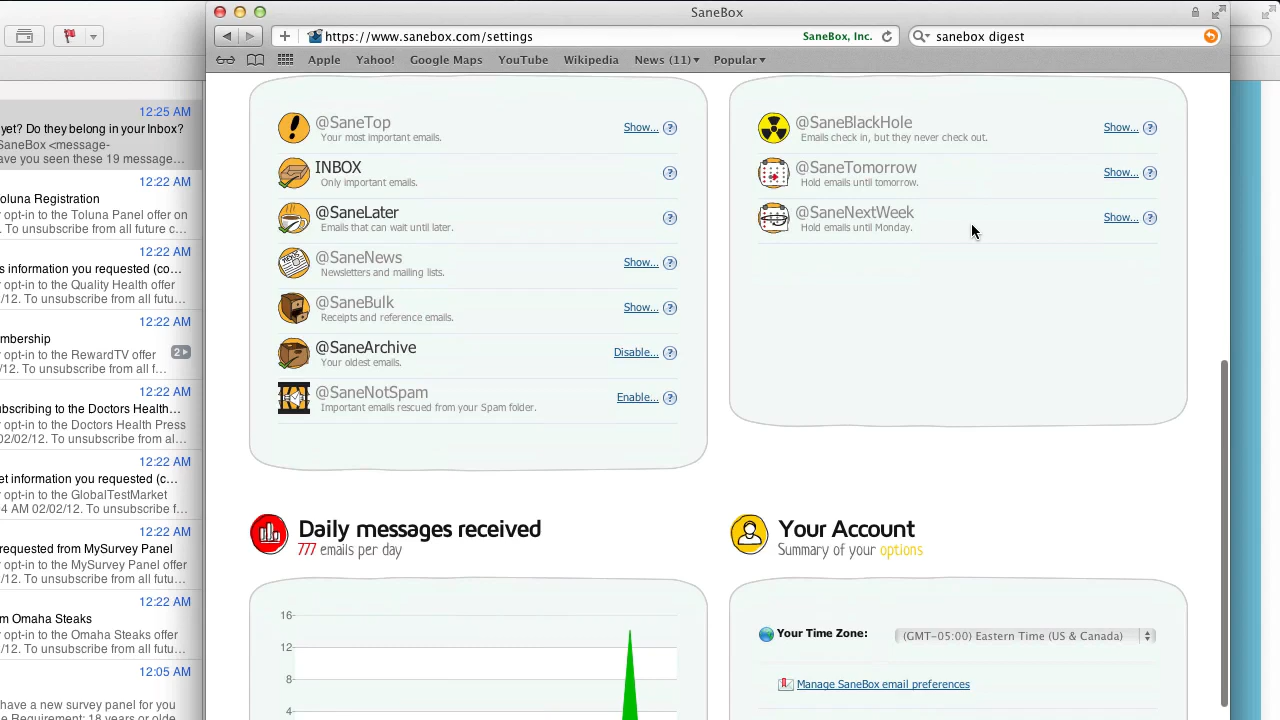 SaneBox
https://www.sanebox.com/settings
SaneBox, Inc.
sanebox digest
Apple
Yahoo!
Google Maps
YouTube
Wikipedia
News (11)
Popular
12:25 AM
yet? Do they belong in your Inbox?
SaneBox <message-
ave you seen these 19 message...
12:22 AM
oluna Registration
opt-in to the Toluna Panel offer on
To unsubscribe from all future c...
12:22 AM
s information you requested (co...
opt-in to the Quality Health offer
/12. To unsubscribe from all futu...
12:22 AM
mbership
opt-in to the RewardTV offer
2
/12. To unsubscribe from all f...
12:22 AM
ubscribing to the Doctors Health...
opt-in to the Doctors Health Press
02/02/12. To unsubscribe from al...
12:22 AM
et information you requested (c...
opt-in to the GlobalTestMarket
4 AM 02/02/12. To unsubscribe f...
12:22 AM
requested from MySurvey Panel
opt-in to the MySurvey Panel offer
/12. To unsubscribe from all futu...
12:22 AM
m Omaha Steaks
opt-in to the Omaha Steaks offer
/12. To unsubscribe from all futu...
12:05 AM
have a new survey panel for you
Requirement: 18 years or olde
@SaneTop
Show... ?
Your most important emails.
INBOX
?
Only important emails.
@SaneLater
?
Emails that can wait until later.
@SaneNews
Show... ?
Newsletters and mailing lists.
@SaneBulk
Show... ?
Receipts and reference emails.
@SaneArchive
Disable... ?
Your oldest emails.
@SaneNotSpam
Enable... ?
Important emails rescued from your Spam folder.
@SaneBlackHole
Show... ?
Emails check in, but they never check out.
@SaneTomorrow
Show... ?
Hold emails until tomorrow.
@SaneNextWeek
Show... ?
Hold emails until Monday.
Daily messages received
777 emails per day
16
12
8
4
Your Account
Summary of your options
Your Time Zone:
(GMT-05:00) Eastern Time (US & Canada)
Manage SaneBox email preferences